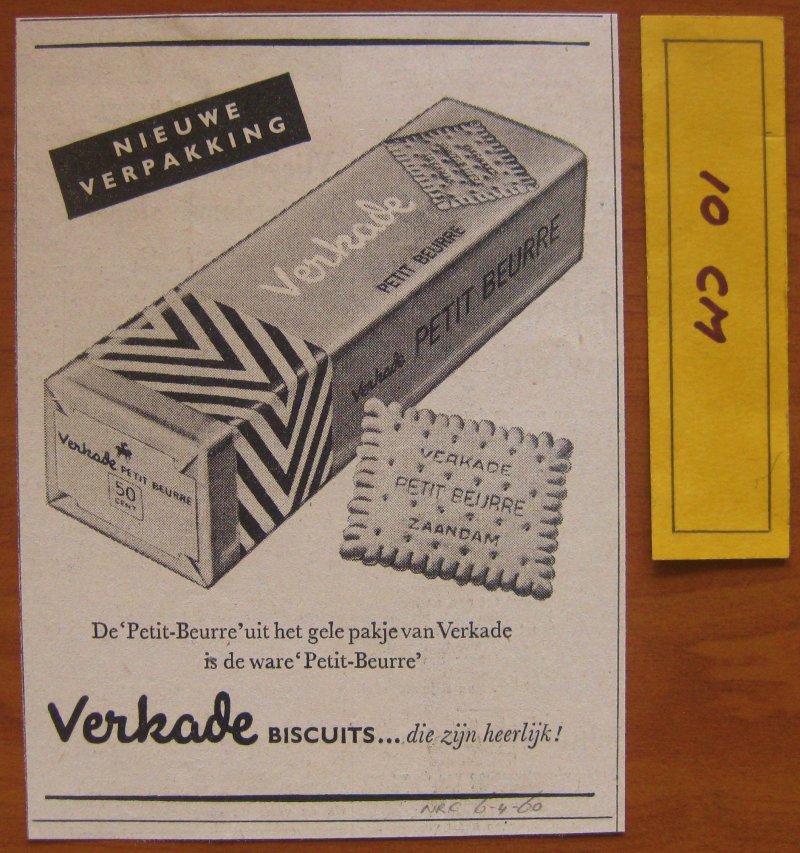 NIEUWE
VERPAKKING
Verkade
PETIT BEURRE
Verkade PETIT BEURRE
Verkade PETIT BEURRE
50
CENT
VERKADE
PETIT BEURRE
ZAANDAM
De ‘Petit-Beurre’ uit het gele pakje van Verkade
is de ware ‘Petit-Beurre’
Verkade BISCUITS... die zijn heerlijk!
NRC 6-4-60
10 CM